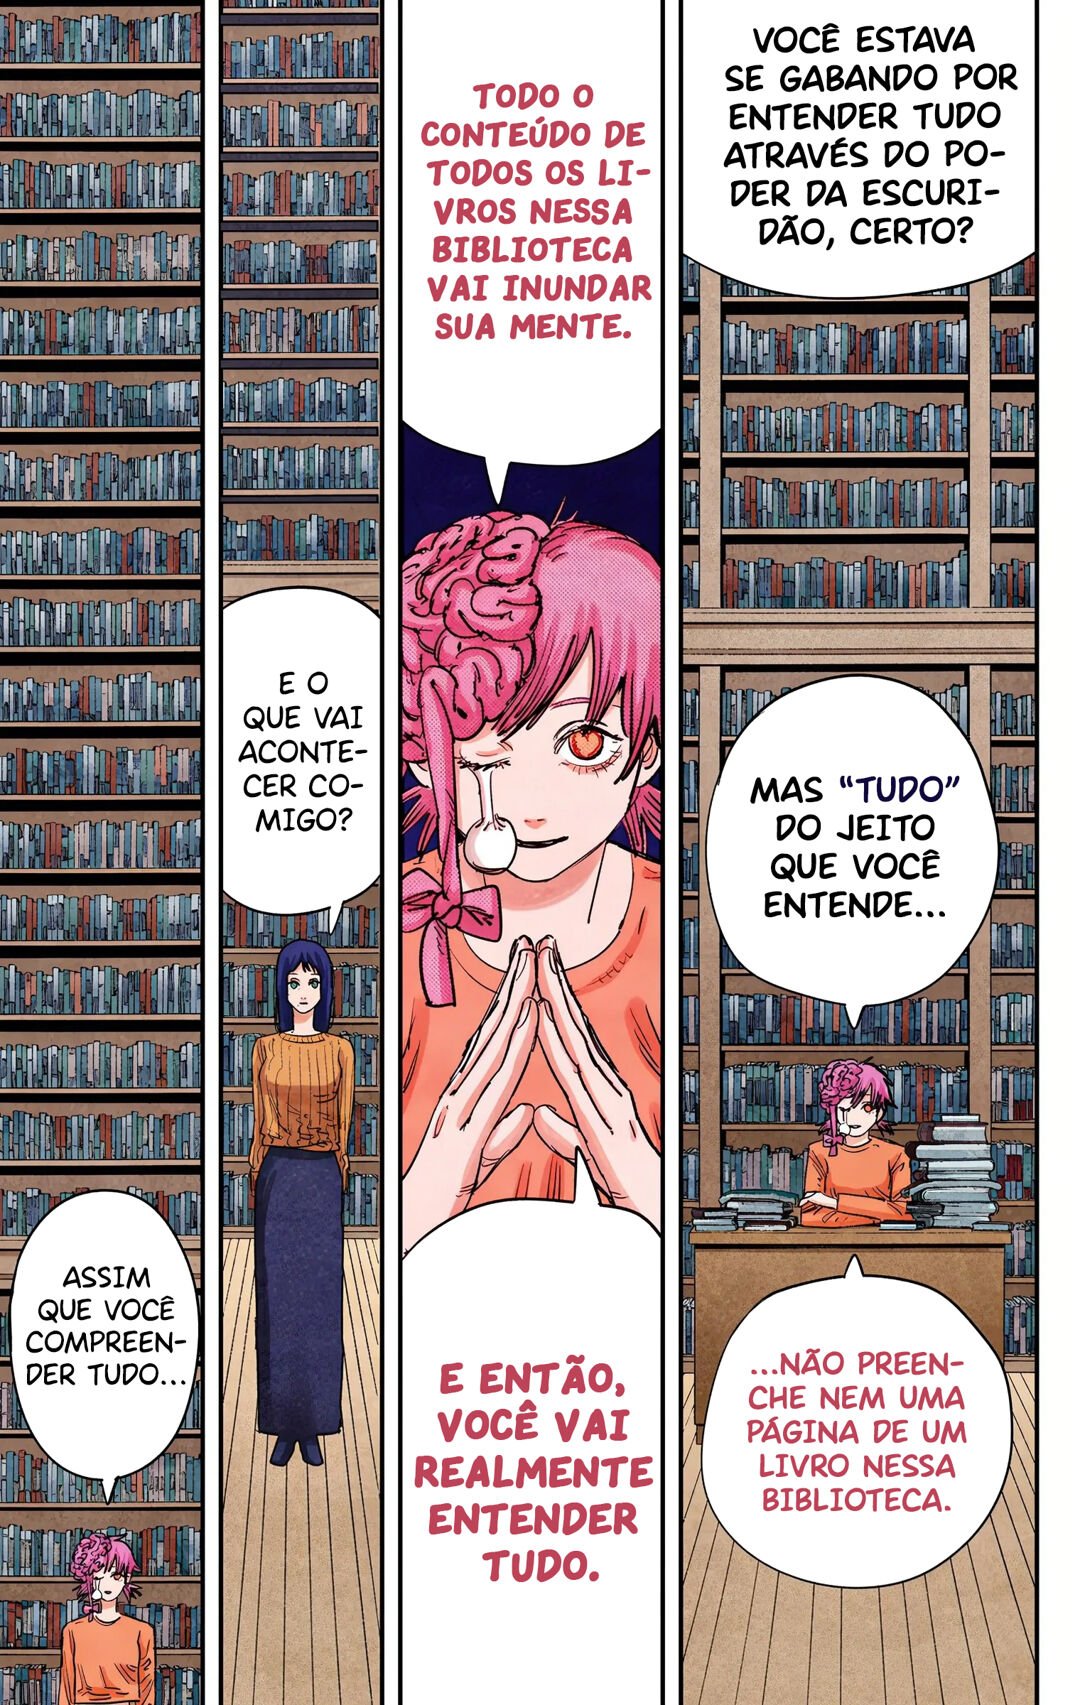 VOCÊ ESTAVA
SE GABANDO POR
ENTENDER TUDO
ATRAVÉS DO PO-
DER DA ESCURI-
DÃO, CERTO?
MAS “TUDO”
DO JEITO
QUE VOCÊ
ENTENDE...
...NÃO PREEN-
CHE NEM UMA
PÁGINA DE UM
LIVRO NESSA
BIBLIOTECA.
TODO O
CONTEÚDO DE
TODOS OS LI-
VROS NESSA
BIBLIOTECA
VAI INUNDAR
SUA MENTE.
E ENTÃO,
VOCÊ VAI
REALMENTE
ENTENDER
TUDO.
E O
QUE VAI
ACONTE-
CER CO-
MIGO?
ASSIM
QUE VOCÊ
COMPREEN-
DER TUDO...